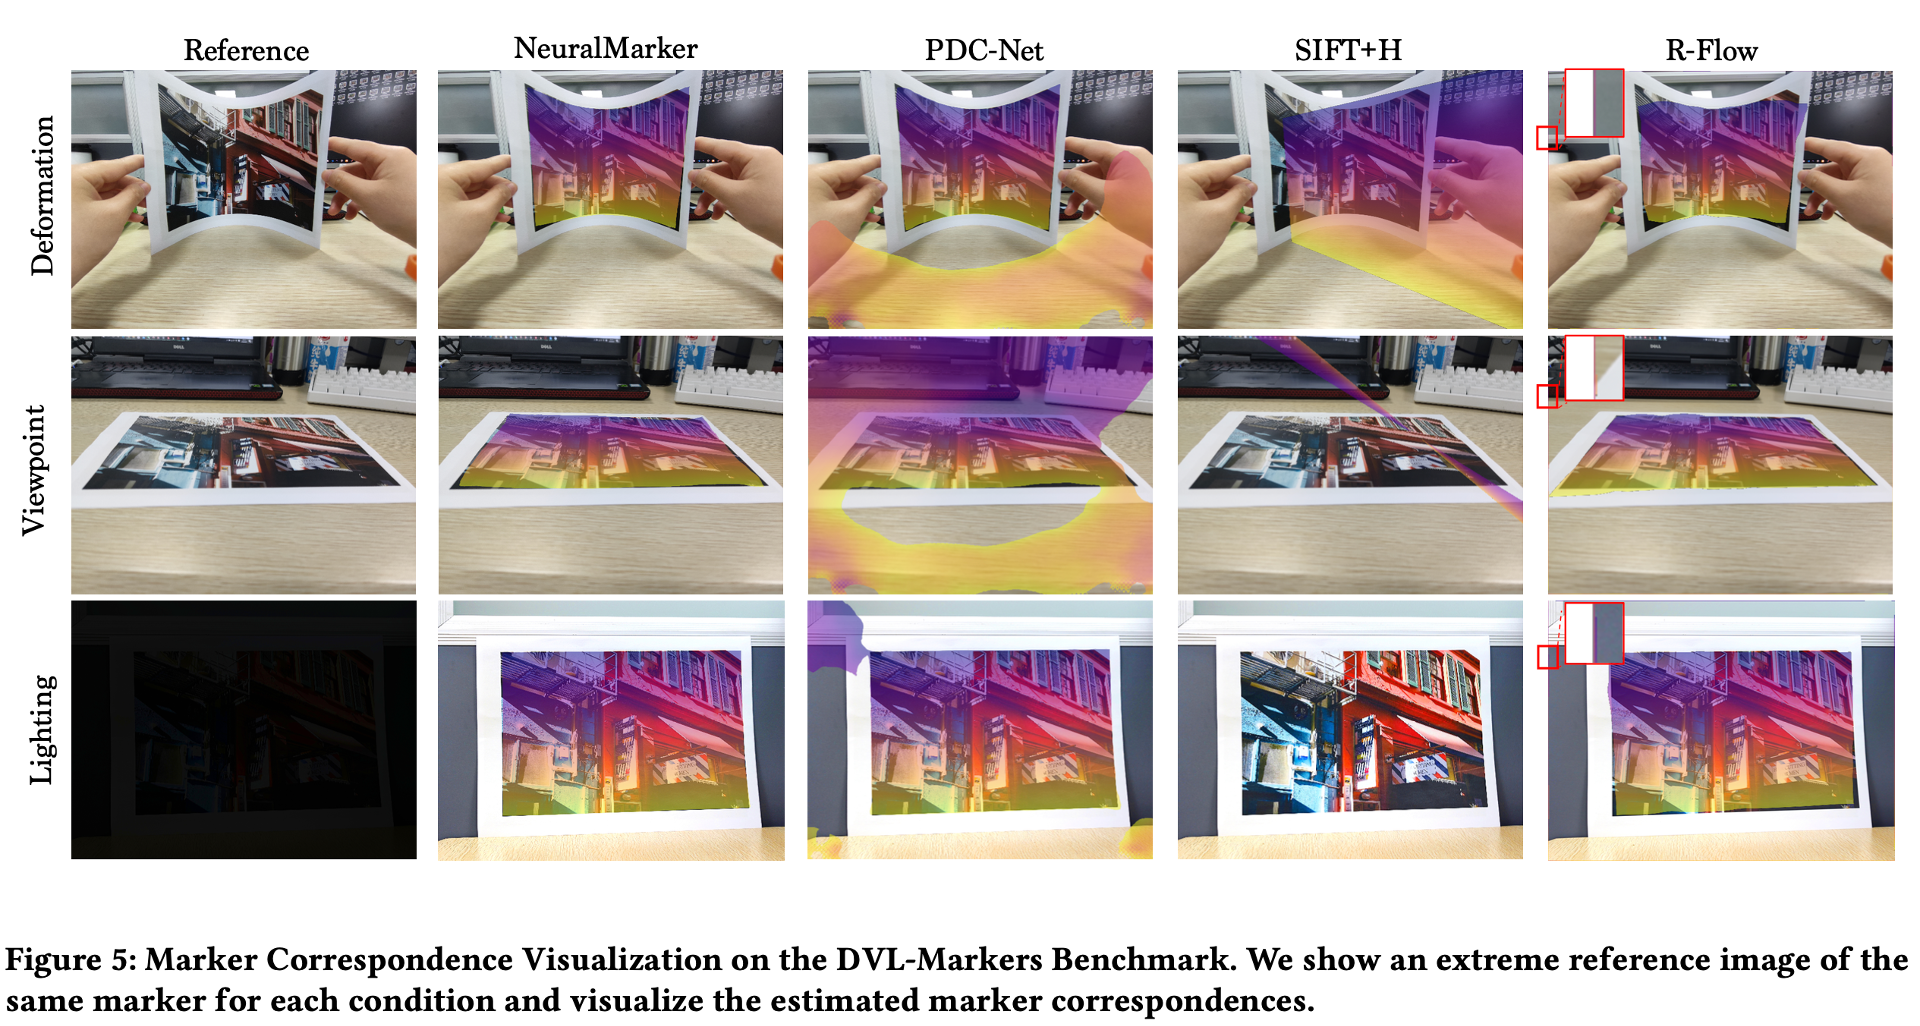 Reference NeuralMarker PDC-Net SIFT+H R-Flow
Deformation
Viewpoint
Lighting
Figure 5: Marker Correspondence Visualization on the DVL-Markers Benchmark. We show an extreme reference image of the
same marker for each condition and visualize the estimated marker correspondences.